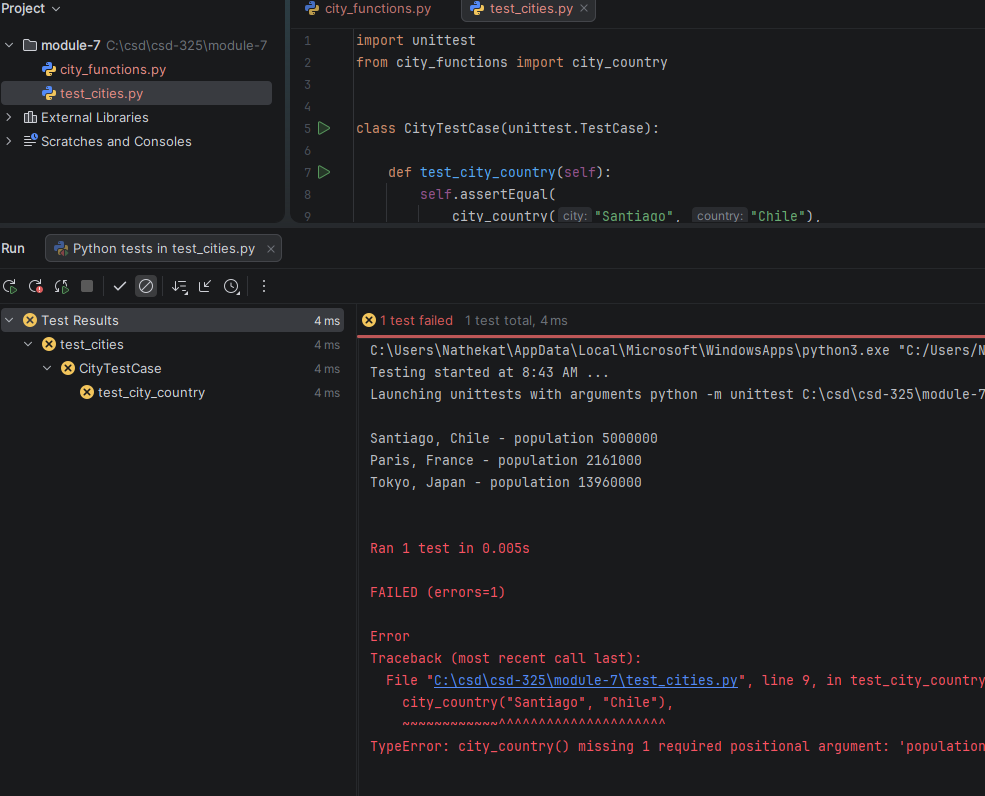 Project
module-7 C:\csd\csd-325\module-7
city_functions.py
test_cities.py
External Libraries
Scratches and Consoles
city_functions.py
test_cities.py
1 import unittest
2 from city_functions import city_country
3
4
5 class CityTestCase(unittest.TestCase):
6
7 def test_city_country(self):
8 self.assertEqual(
9 city_country( city: "Santiago", country: "Chile"),
Run
Python tests in test_cities.py
Test Results 4 ms
test_cities 4 ms
CityTestCase 4 ms
test_city_country 4 ms
1 test failed 1 test total, 4 ms
C:\Users\Nathekat\AppData\Local\Microsoft\WindowsApps\python3.exe "C:/Users/N
Testing started at 8:43 AM ...
Launching unittests with arguments python -m unittest C:\csd\csd-325\module-7
Santiago, Chile - population 5000000
Paris, France - population 2161000
Tokyo, Japan - population 13960000
Ran 1 test in 0.005s
FAILED (errors=1)
Error
Traceback (most recent call last):
File "C:\csd\csd-325\module-7\test_cities.py", line 9, in test_city_country
city_country("Santiago", "Chile"),
~~~~~~~~~~~~^^^^^^^^^^^^^^^^^^^^^
TypeError: city_country() missing 1 required positional argument: 'population